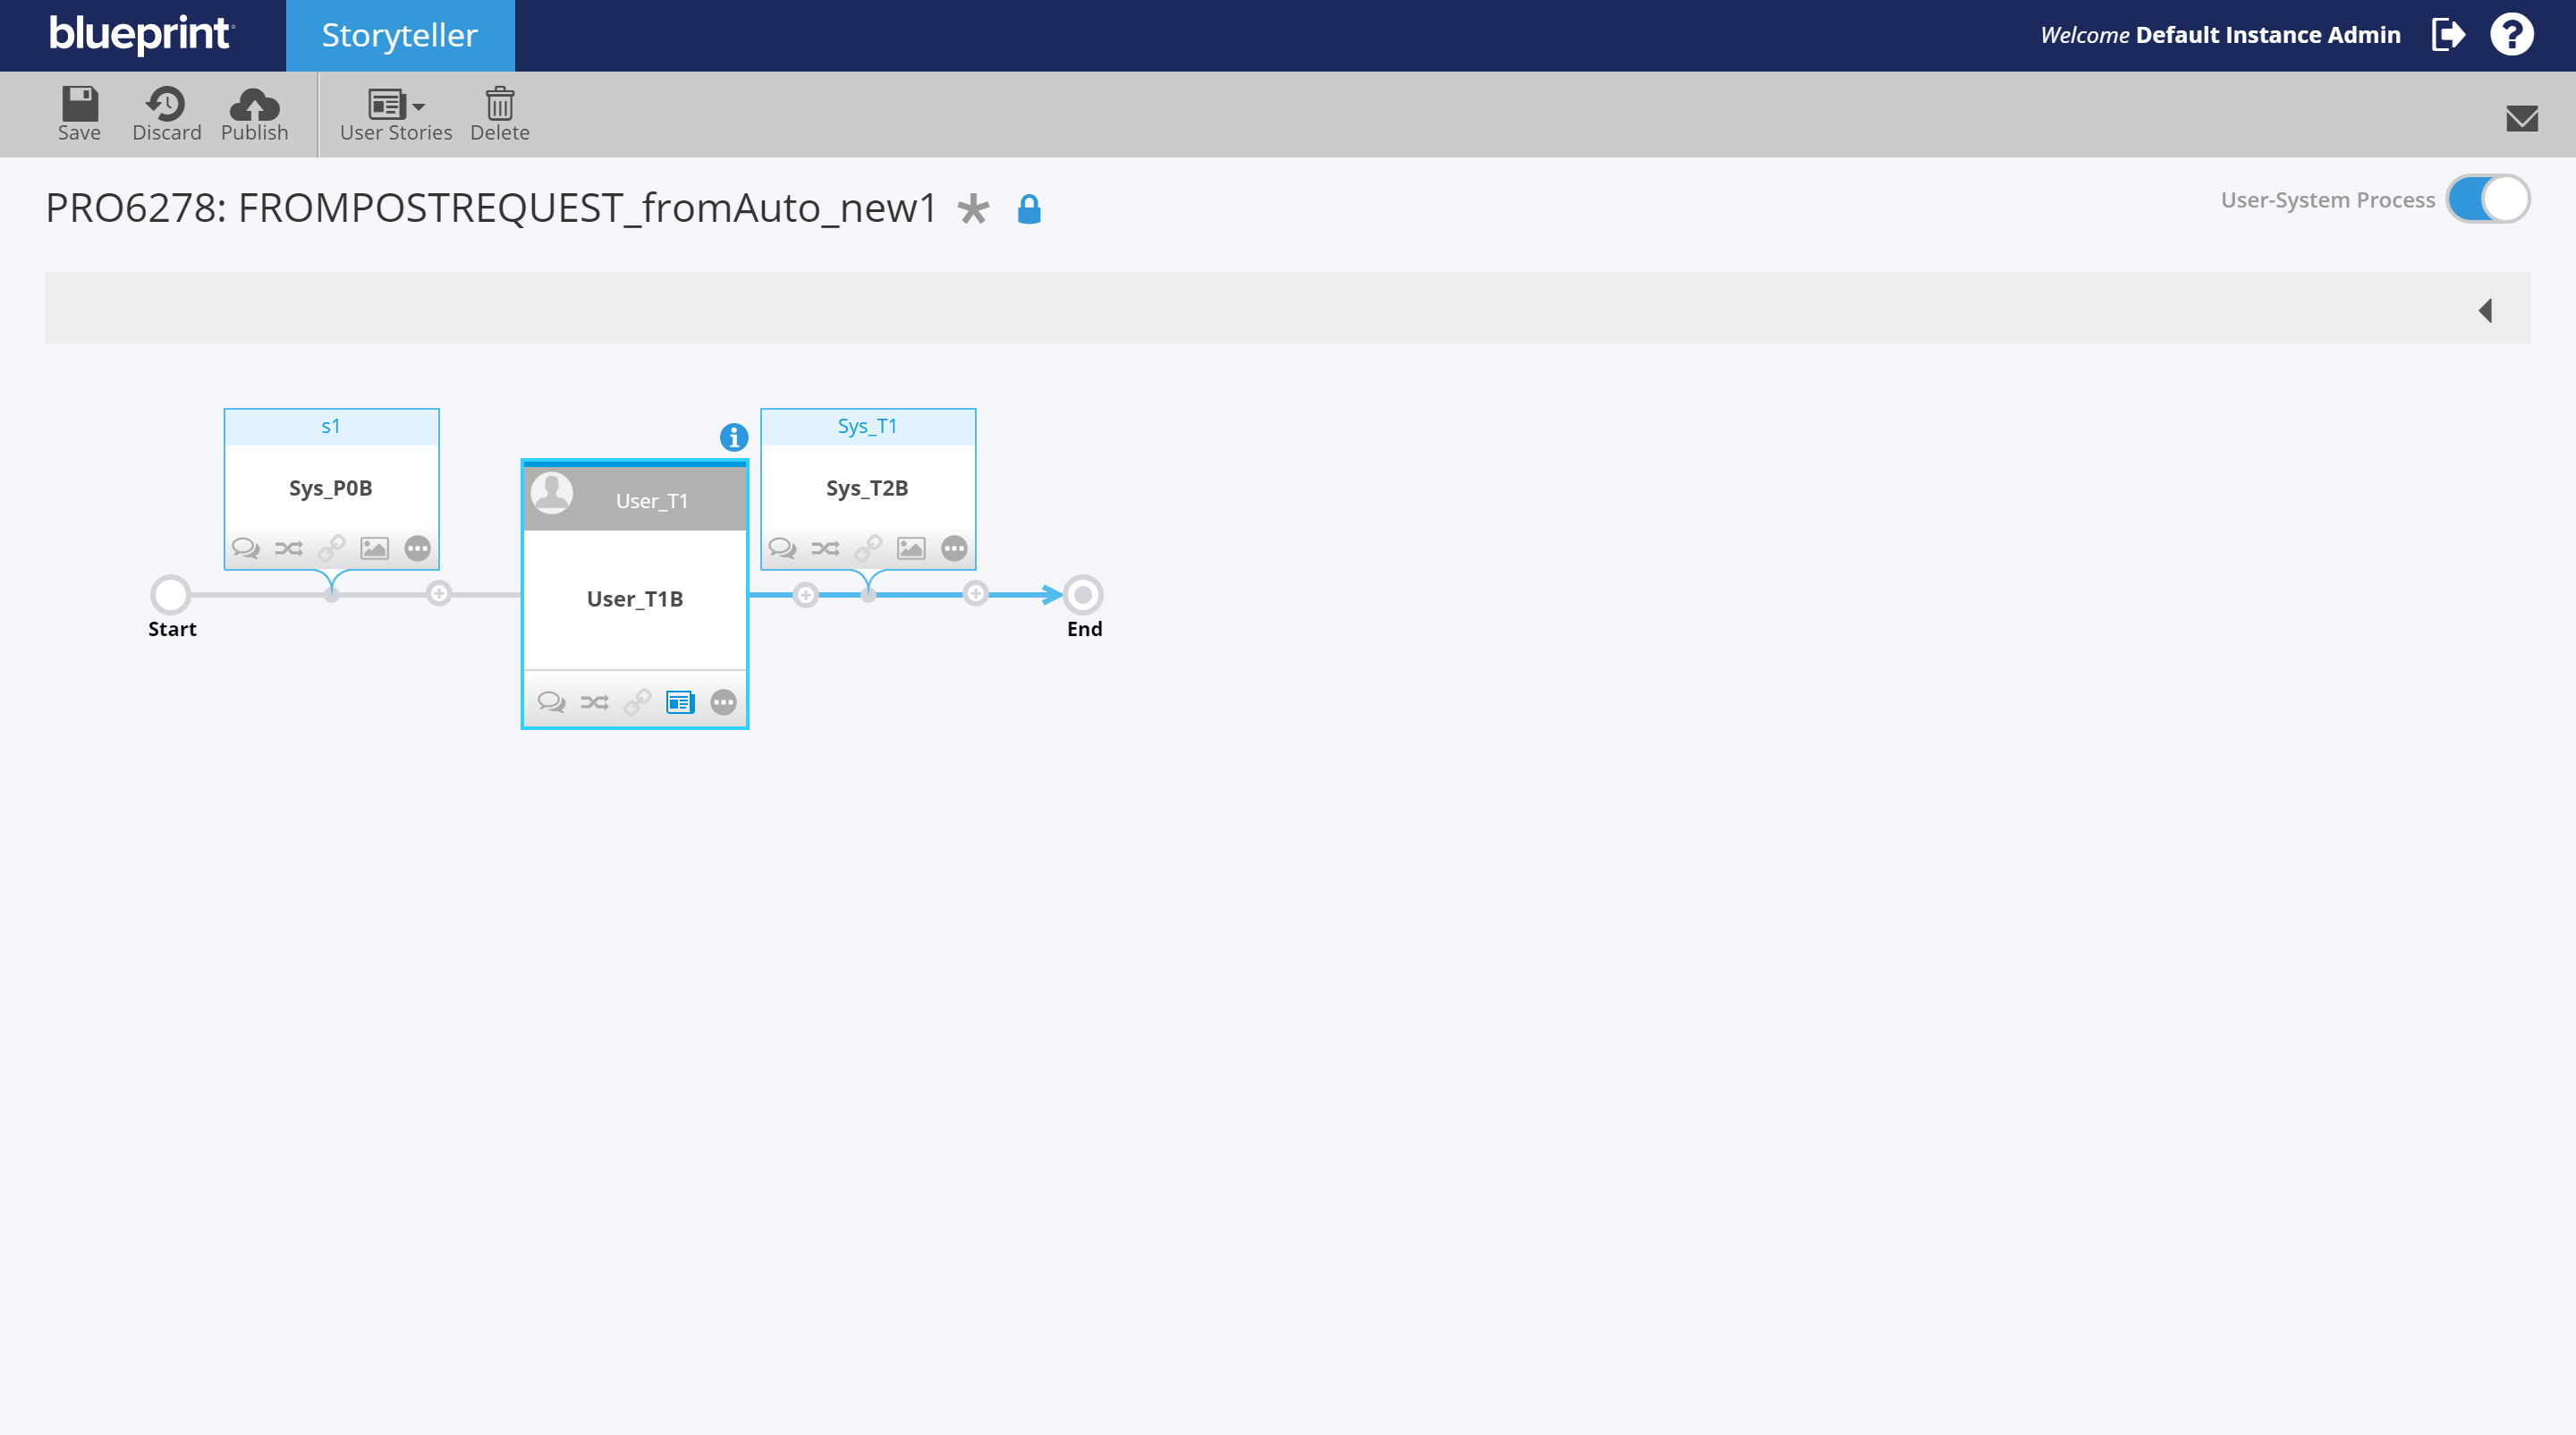 blueprint
Storyteller
Welcome Default Instance Admin
Save
Discard
Publish
User Stories
Delete
PRO6278: FROMPOSTREQUEST_fromAuto_new1 *
User-System Process
s1
Sys_P0B
User_T1
User_T1B
Sys_T1
Sys_T2B
Start
End